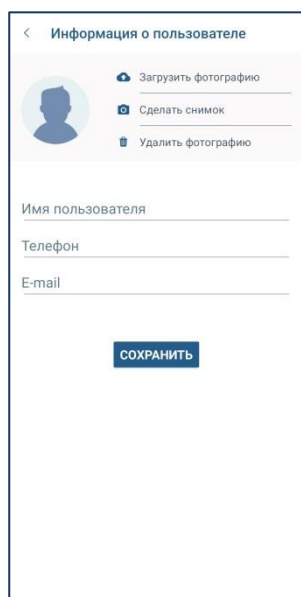 Информация о пользователе
Загрузить фотографию
Сделать снимок
Удалить фотографию
Имя пользователя
Телефон
E-mail
СОХРАНИТЬ